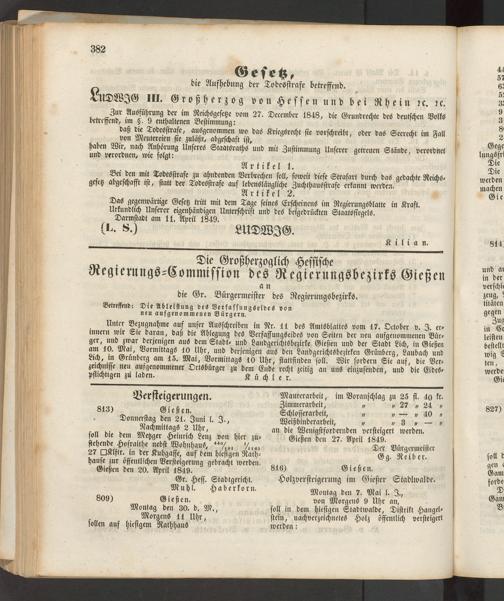 382
Gesetz,
die Aufhebung der Todesstrafe betreffend.
LUDWIG III. Großherzog von Hessen und bei Rhein ꝛc. ꝛc.
Zur Ausführung der im Reichsgesetze vom 27. December 1848, die Grundrechte des deutschen Volks
betreffend, im §. 9 enthaltenen Bestimmung:
daß die Todesstrafe, ausgenommen wo das Kriegsrecht sie vorschreibt, oder das Seerecht im Fall
von Meutereien sie zuläßt, abgeschafft ist,
haben Wir, nach Anhörung Unseres Staatsraths und mit Zustimmung Unserer getreuen Stände, verordnet
und verordnen, wie folgt:
Artikel 1.
Bei den mit Todesstrafe zu ahndenden Verbrechen soll, soweit diese Strafart durch das gedachte Reichs-
gesetz abgeschafft ist, statt der Todesstrafe auf lebenslängliche Zuchthausstrafe erkannt werden.
Artikel 2.
Das gegenwärtige Gesetz tritt mit dem Tage seines Erscheinens im Regierungsblatte in Kraft.
Urkundlich Unserer eigenhändigen Unterschrift und des beigedrückten Staatssiegels.
Darmstadt am 11. April 1849.
(L. S.) LUDWIG.
Kilian.
Die Großherzoglich Hessische
Regierungs-Commission des Regierungsbezirks Gießen
an
die Gr. Bürgermeister des Regierungsbezirks.
Betreffend: Die Ableistung des Verfassungseides von
neu aufgenommenen Bürgern.
Unter Bezugnahme auf unser Ausschreiben in Nr. 11 des Amtsblattes vom 17. October v. J. er-
innern wir Sie daran, daß die Ablegung des Verfassungseides von Seiten der neu aufgenommenen Bür-
ger, und zwar derjenigen aus dem Stadt- und Landgerichtsbezirk Gießen und der Stadt Lich, in Gießen
am 10. Mai, Vormittags 10 Uhr, und derjenigen aus den Landgerichtsbezirken Grünberg, Laubach und
Lich, in Grünberg am 15. Mai, Vormittags 10 Uhr, stattfinden soll. Wir fordern Sie auf, die Ver-
zeichnisse neu aufgenommener Ortsbürger zu dem Ende recht zeitig an uns einzusenden, und die Eides-
pflichtigen zu laden.
Küchler.
Versteigerungen.
813) Gießen.
Donnerstag den 21. Juni l. J.,
Nachmittags 2 Uhr,
soll die dem Metzger Heinrich Lenz von hier zu-
stehende Hofraithe nebst Wohnhaus,
27 □Klftr. in der Kuhgasse, auf dem hiesigen Rath-
hause zur öffentlichen Versteigerung gebracht werden.
Gießen den 20. April 1849.
Gr. Hess. Stadtgericht.
Muhl. Haberkorn.
809) Gießen.
Montag den 30. d. M.,
Morgens 11 Uhr,
sollen auf hiesigem Rathhaus
Maurerarbeit, im Voranschlag zu 25 fl. 40 kr.
Zimmerarbeit, „ „ „ 27 „ 24 „
Schlosserarbeit, „ „ „ — „ 40 „
Weißbinderarbeit, „ „ „ 3 „ — „
an die Wenigstfordernden versteigert werden.
Gießen den 27. April 1849.
Der Bürgermeister
Gg. Reiber.
816) Gießen.
Holzversteigerung im Gießer Stadtwalde.
Montag den 7. Mai l. J.,
von Morgens 9 Uhr an,
soll in dem hiesigen Stadtwalde, Distrikt Hangel-
stein, nachverzeichnetes Holz öffentlich versteigert
werden:
814)
827)